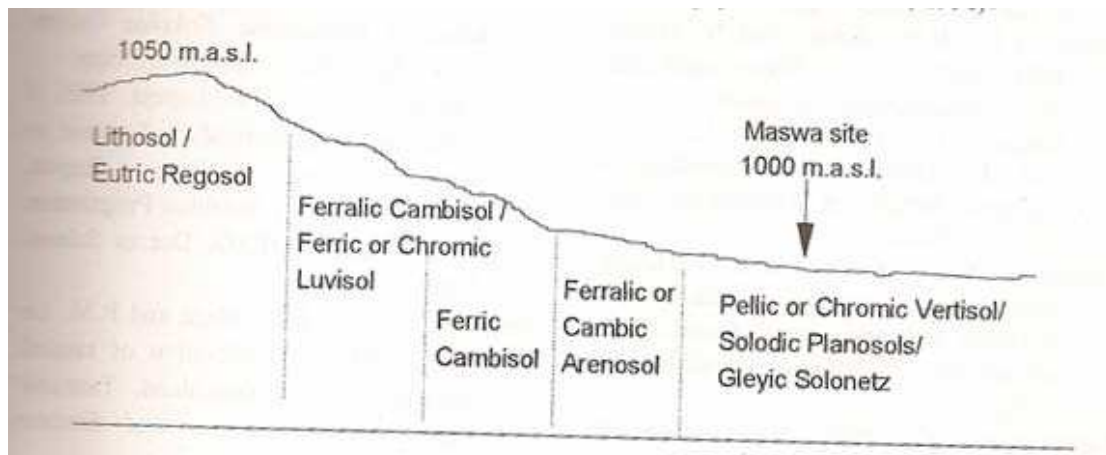 1050 m.a.s.l.
Lithosol /
Eutric Regosol
Ferralic Cambisol /
Ferric or Chromic
Luvisol
Ferric
Cambisol
Ferralic or
Cambic
Arenosol
Maswa site
1000 m.a.s.l.
Pellic or Chromic Vertisol/
Solodic Planosols/
Gleyic Solonetz